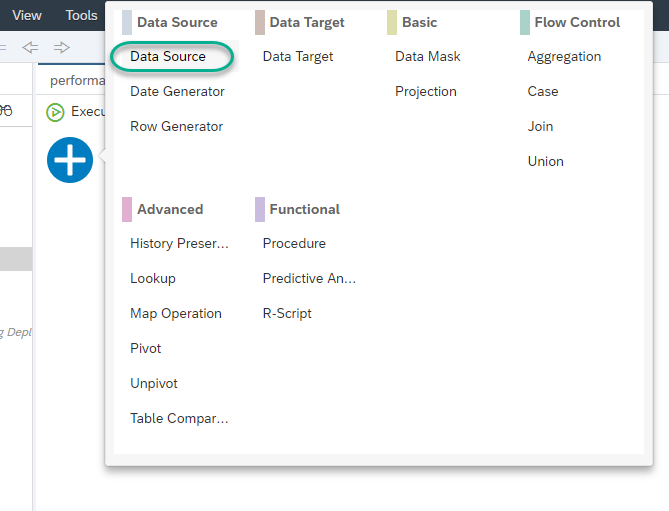 View Tools
performa
Execu
Data Source
Data Source
Date Generator
Row Generator
Data Target
Data Target
Basic
Data Mask
Projection
Flow Control
Aggregation
Case
Join
Union
Advanced
History Preser...
Lookup
Map Operation
Pivot
Unpivot
Table Compar...
Functional
Procedure
Predictive An...
R-Script
g Depl